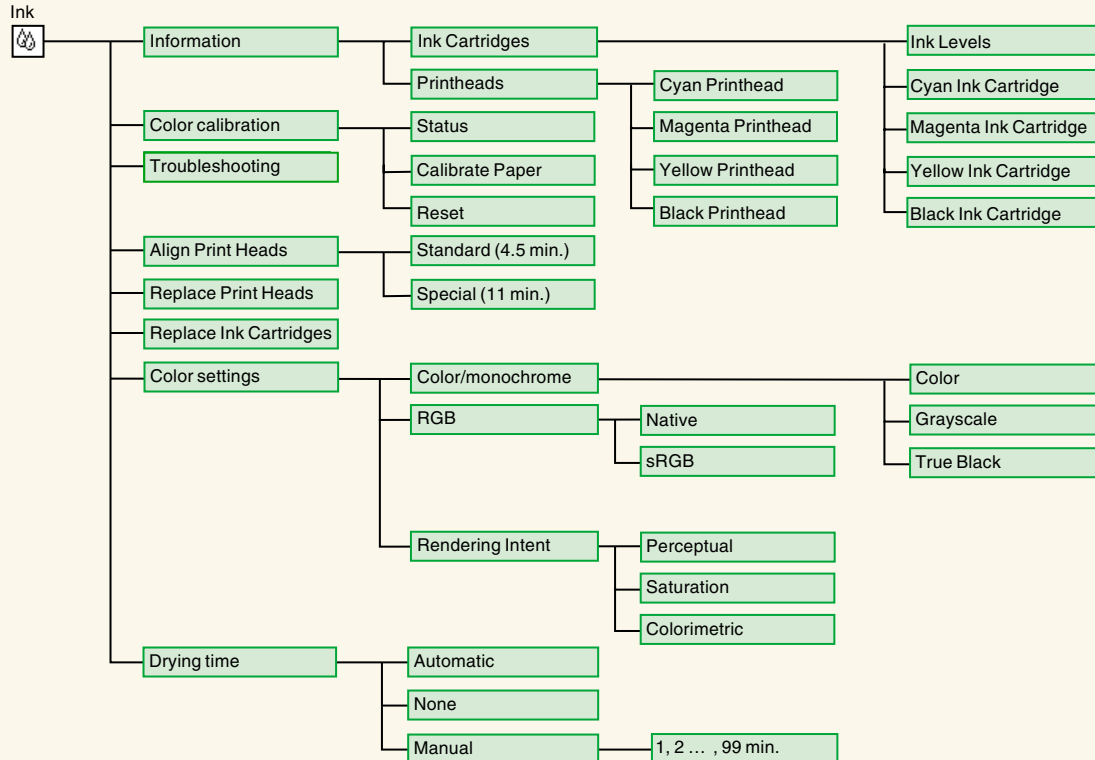 Ink
Information
Ink Cartridges
Ink Levels
Printheads
Cyan Printhead
Cyan Ink Cartridge
Color calibration
Status
Magenta Printhead
Magenta Ink Cartridge
Troubleshooting
Calibrate Paper
Yellow Printhead
Yellow Ink Cartridge
Reset
Black Printhead
Black Ink Cartridge
Align Print Heads
Standard (4.5 min.)
Replace Print Heads
Special (11 min.)
Replace Ink Cartridges
Color settings
Color/monochrome
Color
RGB
Native
Grayscale
sRGB
True Black
Rendering Intent
Perceptual
Saturation
Colorimetric
Drying time
Automatic
None
Manual
1, 2 ... , 99 min.